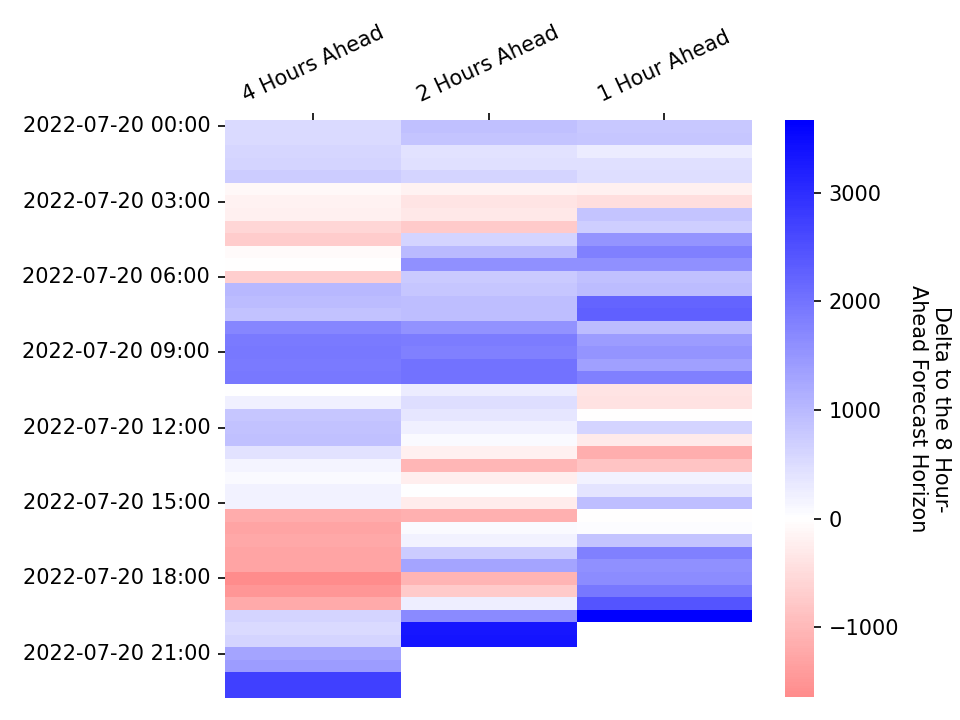 4 Hours Ahead
2 Hours Ahead
1 Hour Ahead
2022-07-20 00:00
2022-07-20 03:00
2022-07-20 06:00
2022-07-20 09:00
2022-07-20 12:00
2022-07-20 15:00
2022-07-20 18:00
2022-07-20 21:00
3000
2000
1000
0
−1000
Delta to the 8 Hour-
Ahead Forecast Horizon